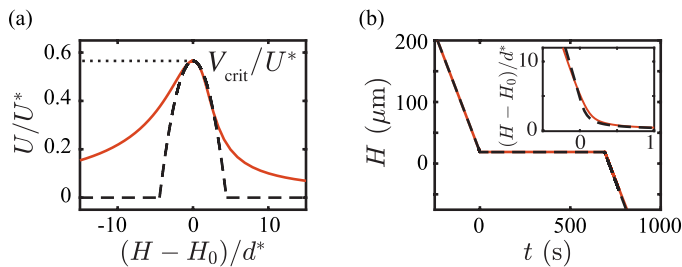 (a)
0.6
0.4
0.2
0
U/U*
V_crit/U*
-10
0
10
(H − H_0)/d*
(b)
200
100
0
H (μm)
0
500
1000
t (s)
10
0
(H − H_0)/d*
0
1